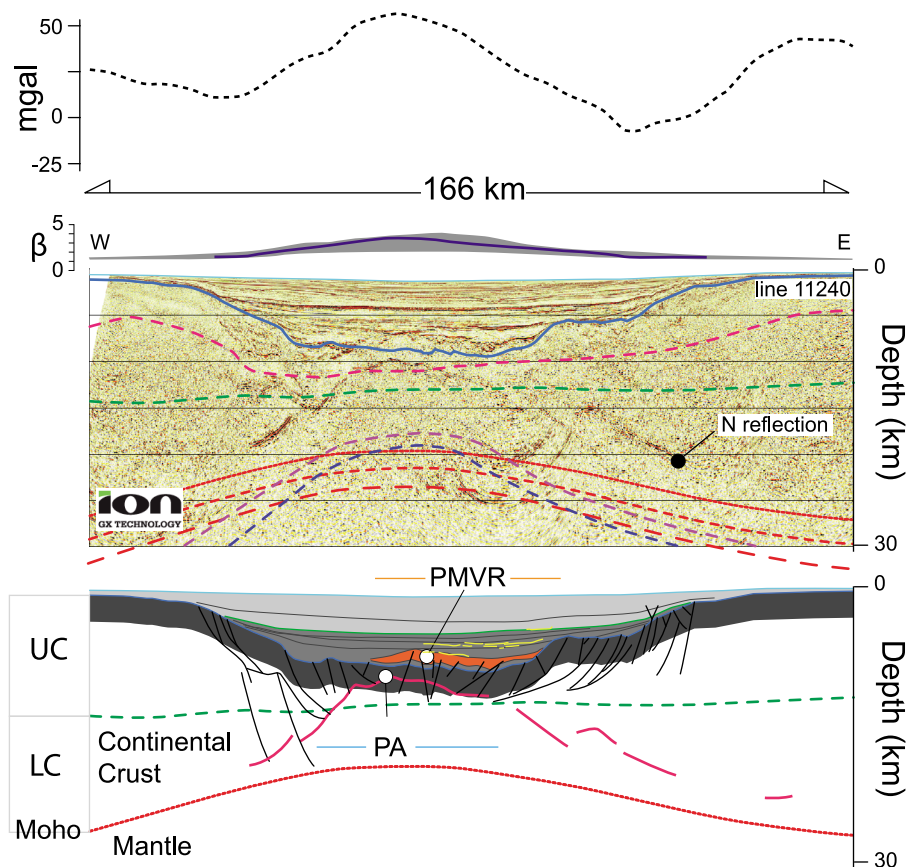 50
0
-25
mgal
166 km
5
0
β
W
E
0
line 11240
N reflection
Depth (km)
ion
GX TECHNOLOGY
30
PMVR
0
UC
PA
Continental
Crust
LC
Depth (km)
Moho
Mantle
30